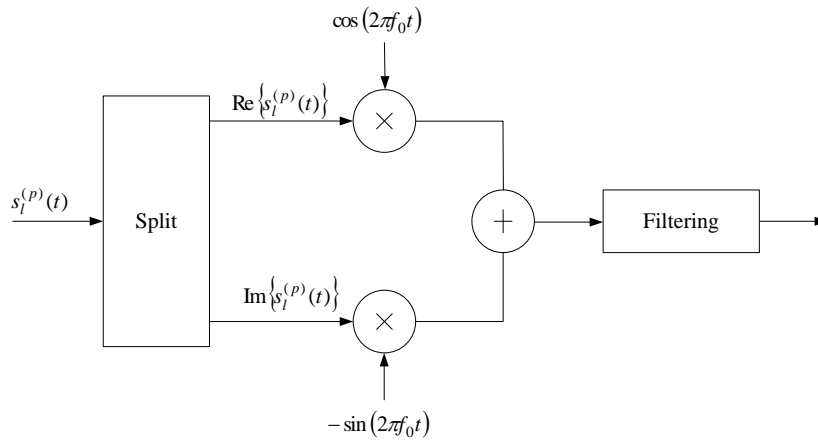 cos(2πf₀t)
Re{s_l^(p)(t)}
×
s_l^(p)(t)
Split
+
Filtering
Im{s_l^(p)(t)}
×
−sin(2πf₀t)